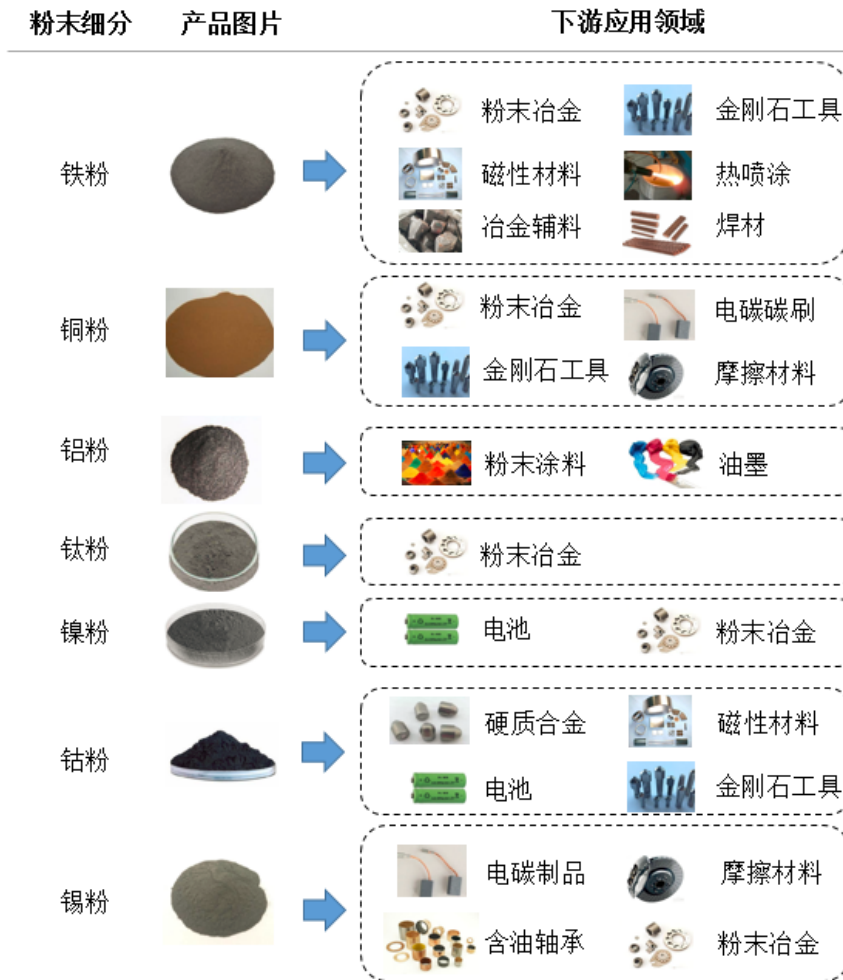 粉末细分 产品图片 下游应用领域
粉末冶金 金刚石工具
铁粉 磁性材料 热喷涂
冶金辅料 焊材
粉末冶金 电碳碳刷
铜粉
金刚石工具 摩擦材料
铝粉 粉末涂料 油墨
钛粉 粉末冶金
镍粉 电池 粉末冶金
硬质合金 磁性材料
钴粉
电池 金刚石工具
电碳制品 摩擦材料
锡粉
含油轴承 粉末冶金